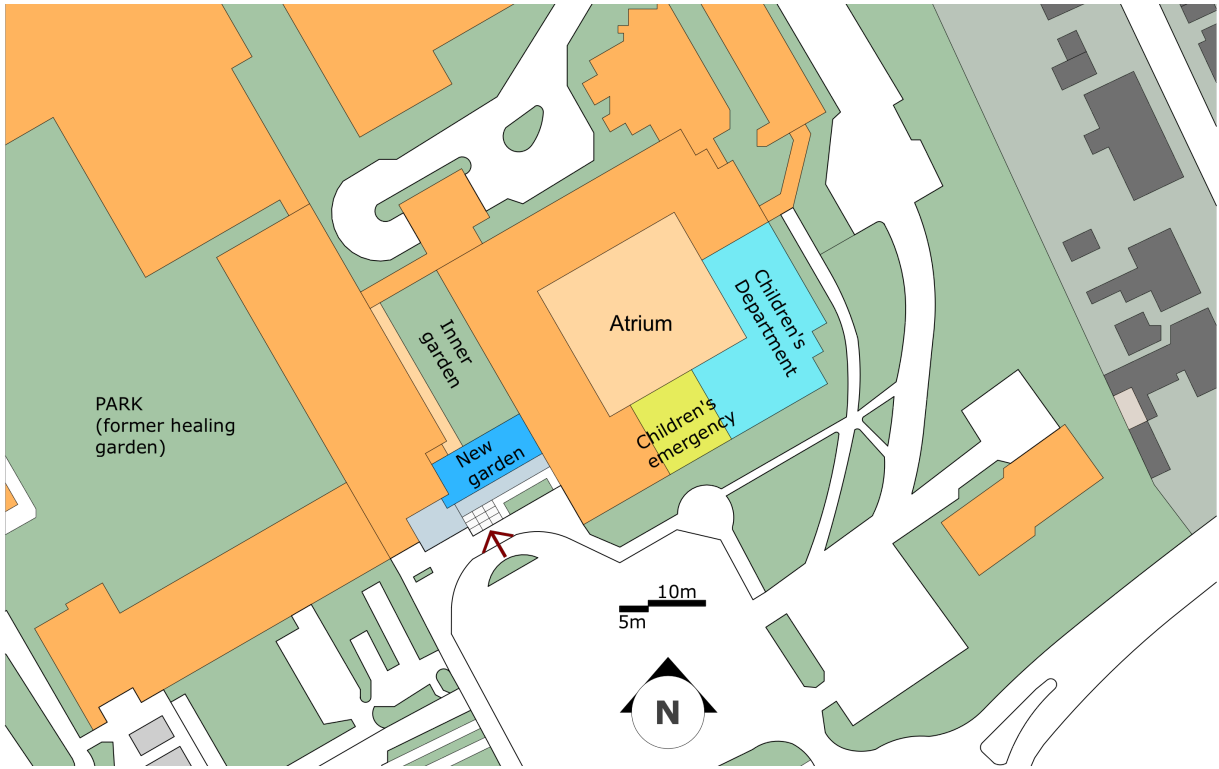 Children's
Department
Atrium
Inner
garden
PARK
(former healing
garden)
Children's
emergency
New
garden
10m
5m
N